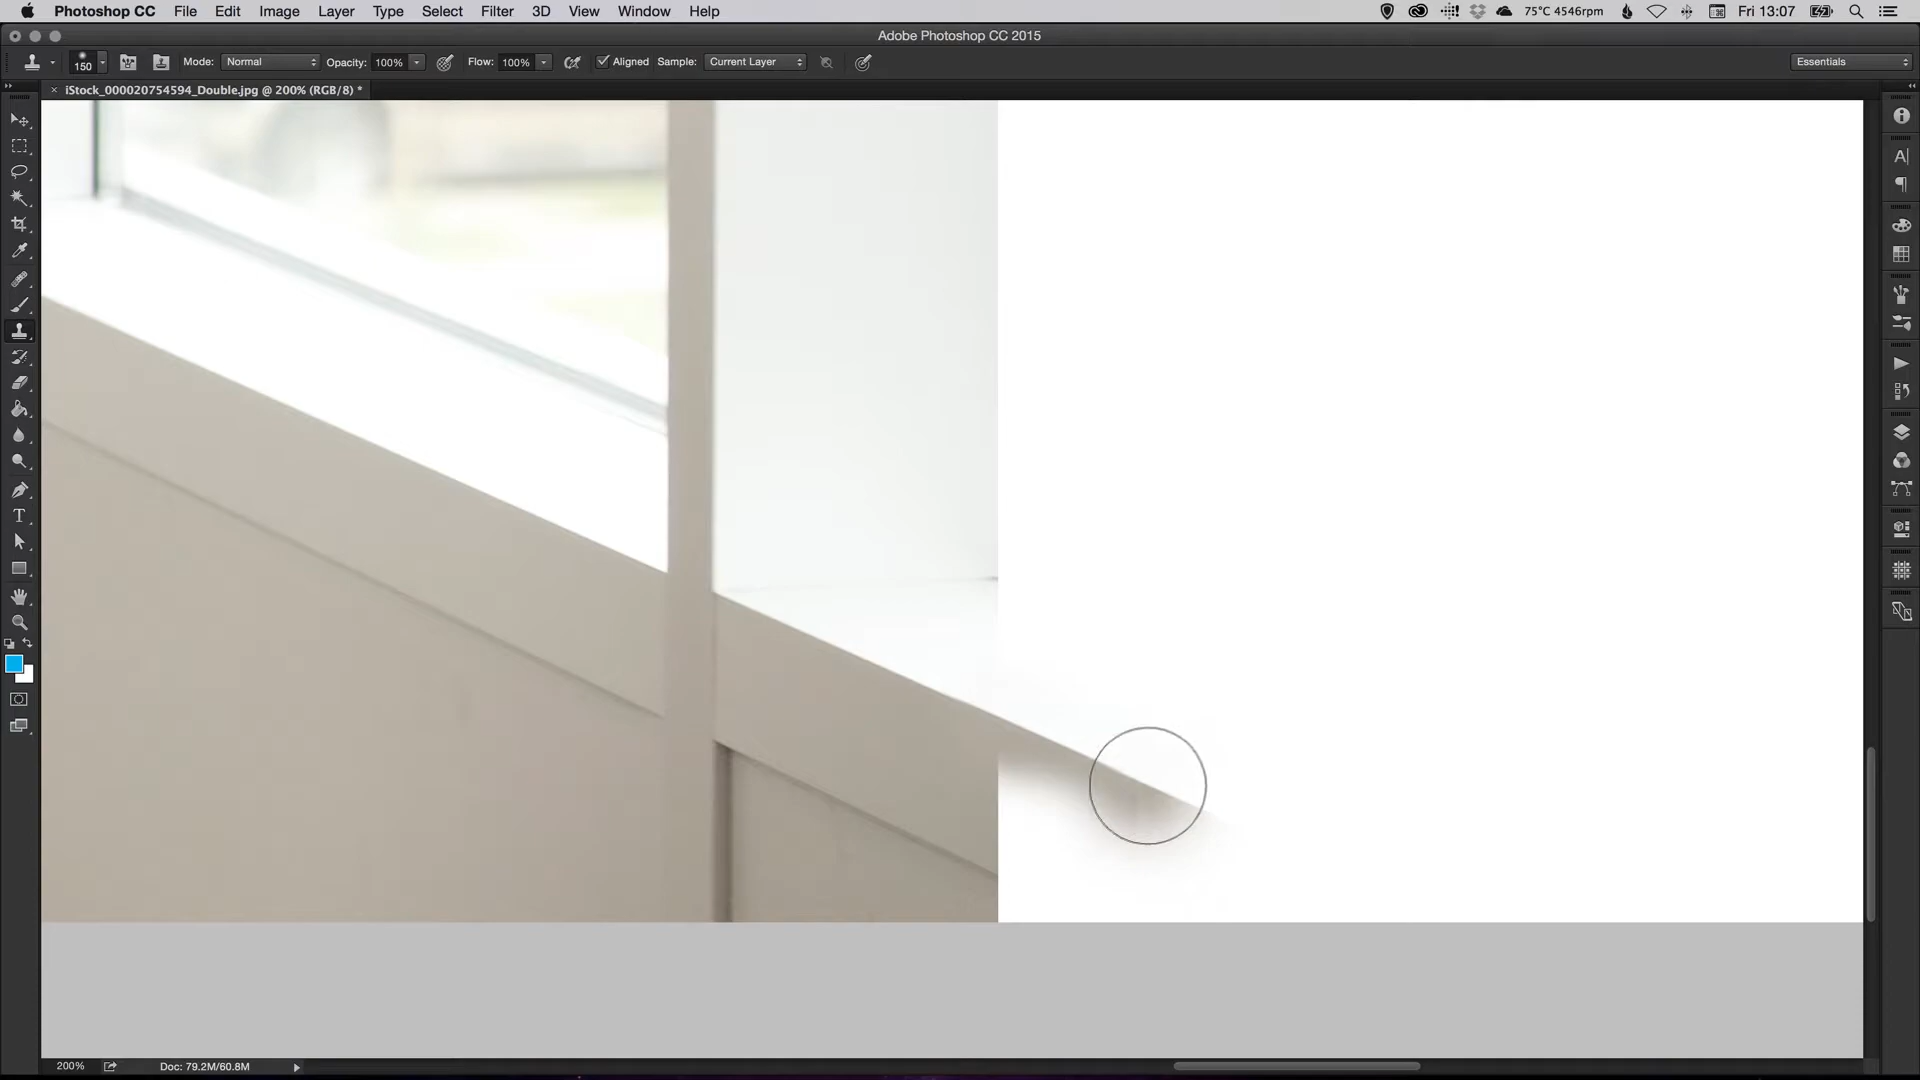 Photoshop CC File Edit Image Layer Type Select Filter 3D View Window Help 75°C 4546rpm Fri 13:07
Adobe Photoshop CC 2015
150 Mode: Normal Opacity: 100% Flow: 100% Aligned Sample: Current Layer Essentials
iStock_000020754594_Double.jpg @ 200% (RGB/8) *
200% Doc: 79.2M/60.8M